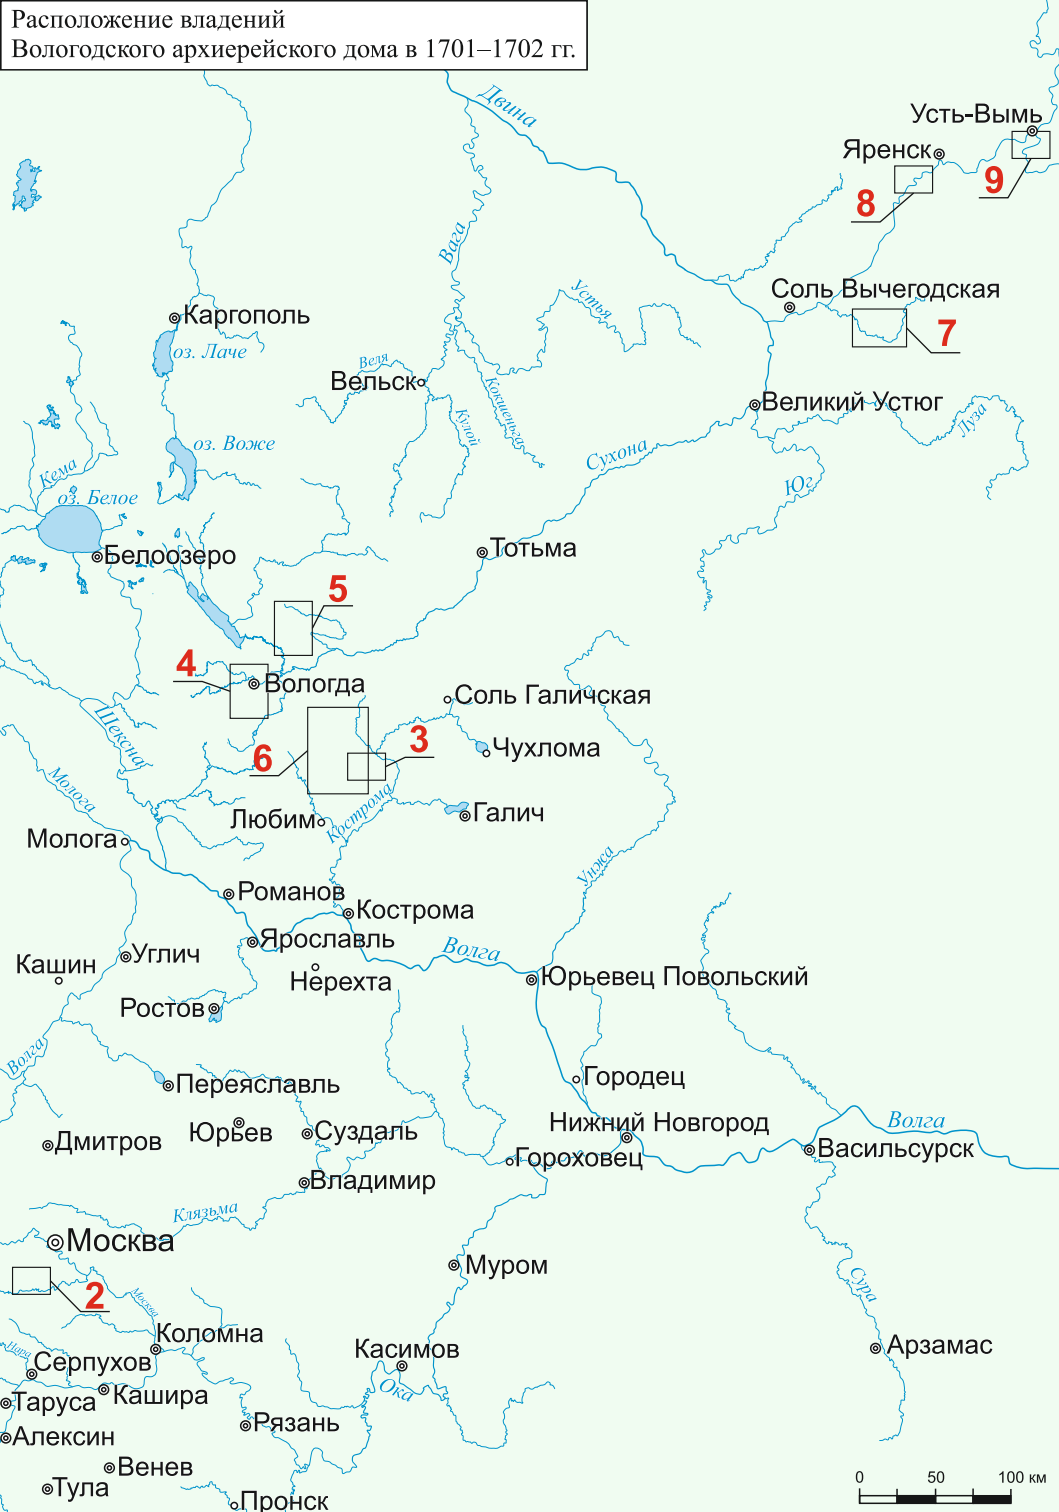 Расположение владений
Вологодского архиерейского дома в 1701–1702 гг.
Двина
Усть-Вымь
Яренск
9
8
Вага
Устья
Соль Вычегодская
Каргополь
7
оз. Лаче
Веля
Вельск
Кокшеньга
Великий Устюг
Луза
Кулой
оз. Воже
Сухона
Кема
Юг
оз. Белое
Белоозеро
Тотьма
5
4
Вологда
Соль Галичская
Шексна
3
Чухлома
6
Молога
Кострома
Любим
Галич
Молога
Унжа
Романов
Кострома
Ярославль
Волга
Углич
Кашин
Нерехта
Юрьевец Повольский
Ростов
Волга
Переяславль
Городец
Юрьев
Суздаль
Нижний Новгород
Волга
Дмитров
Гороховец
Васильсурск
Владимир
Клязьма
Москва
Муром
Сура
2
Москва
Коломна
Нара
Серпухов
Касимов
Арзамас
Ока
Таруса
Кашира
Рязань
Алексин
Венев
Тула
Пронск
0 50 100 км